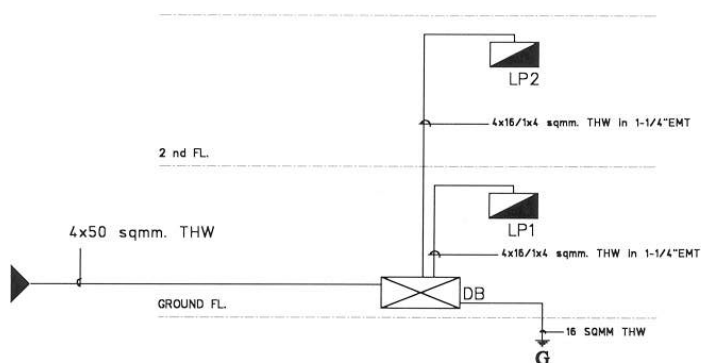 LP2
4x16/1x4 sqmm. THW in 1-1/4"EMT
2 nd FL.
LP1
4x50 sqmm. THW
4x16/1x4 sqmm. THW in 1-1/4"EMT
DB
GROUND FL.
16 SQMM THW
G